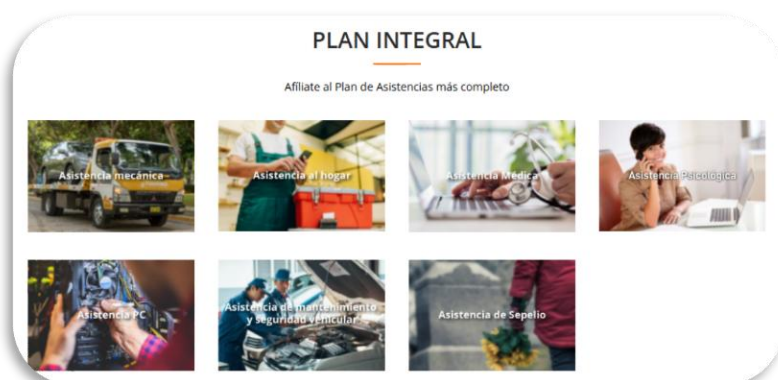 PLAN INTEGRAL
Afíliate al Plan de Asistencias más completo
Asistencia mecánica
Asistencia al hogar
Asistencia Médica
Asistencia Psicológica
Asistencia PC
Asistencia de mantenimiento
y seguridad vehicular
Asistencia de Sepelio